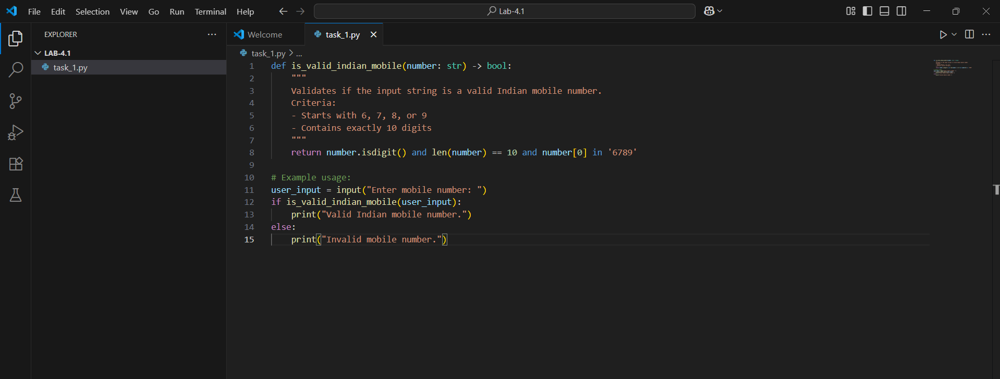 File Edit Selection View Go Run Terminal Help
Lab-4.1
EXPLORER
LAB-4.1
task_1.py
Welcome
task_1.py
task_1.py > ...
1 def is_valid_indian_mobile(number: str) -> bool:
2 """
3 Validates if the input string is a valid Indian mobile number.
4 Criteria:
5 - Starts with 6, 7, 8, or 9
6 - Contains exactly 10 digits
7 """
8 return number.isdigit() and len(number) == 10 and number[0] in '6789'
9
10 # Example usage:
11 user_input = input("Enter mobile number: ")
12 if is_valid_indian_mobile(user_input):
13 print("Valid Indian mobile number.")
14 else:
15 print("Invalid mobile number.")